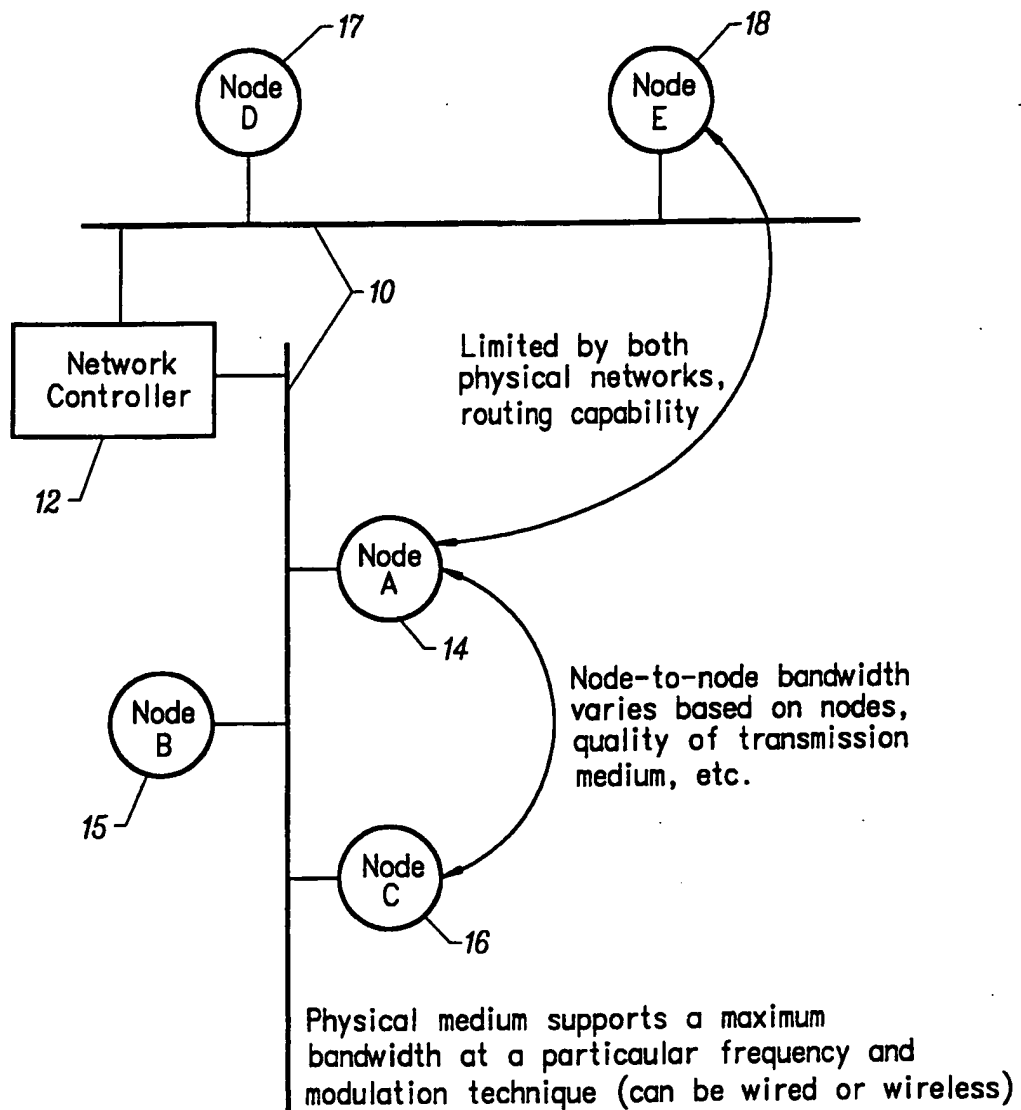 17
18
Node
D
Node
E
10
Network
Controller
Limited by both
physical networks,
routing capability
12
Node
A
14
Node-to-node bandwidth
varies based on nodes,
quality of transmission
medium, etc.
Node
B
15
Node
C
16
Physical medium supports a maximum
bandwidth at a particaular frequency and
modulation technique (can be wired or wireless)